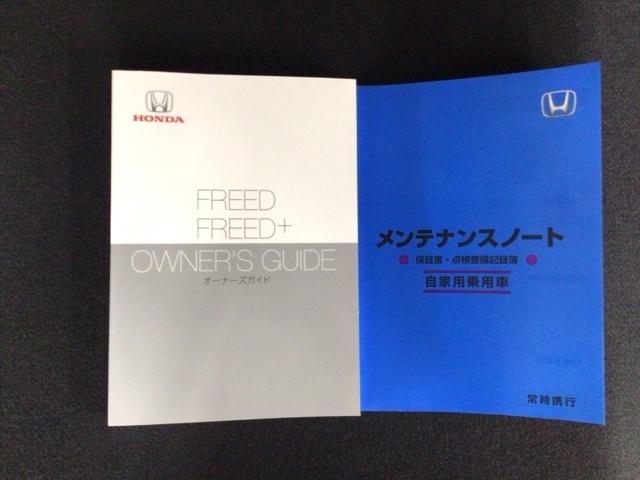 HONDA
FREED
FREED+
OWNER'S GUIDE
オーナーズガイド
メンテナンスノート
保証書・点検整備記録簿
自家用乗用車
常時携行